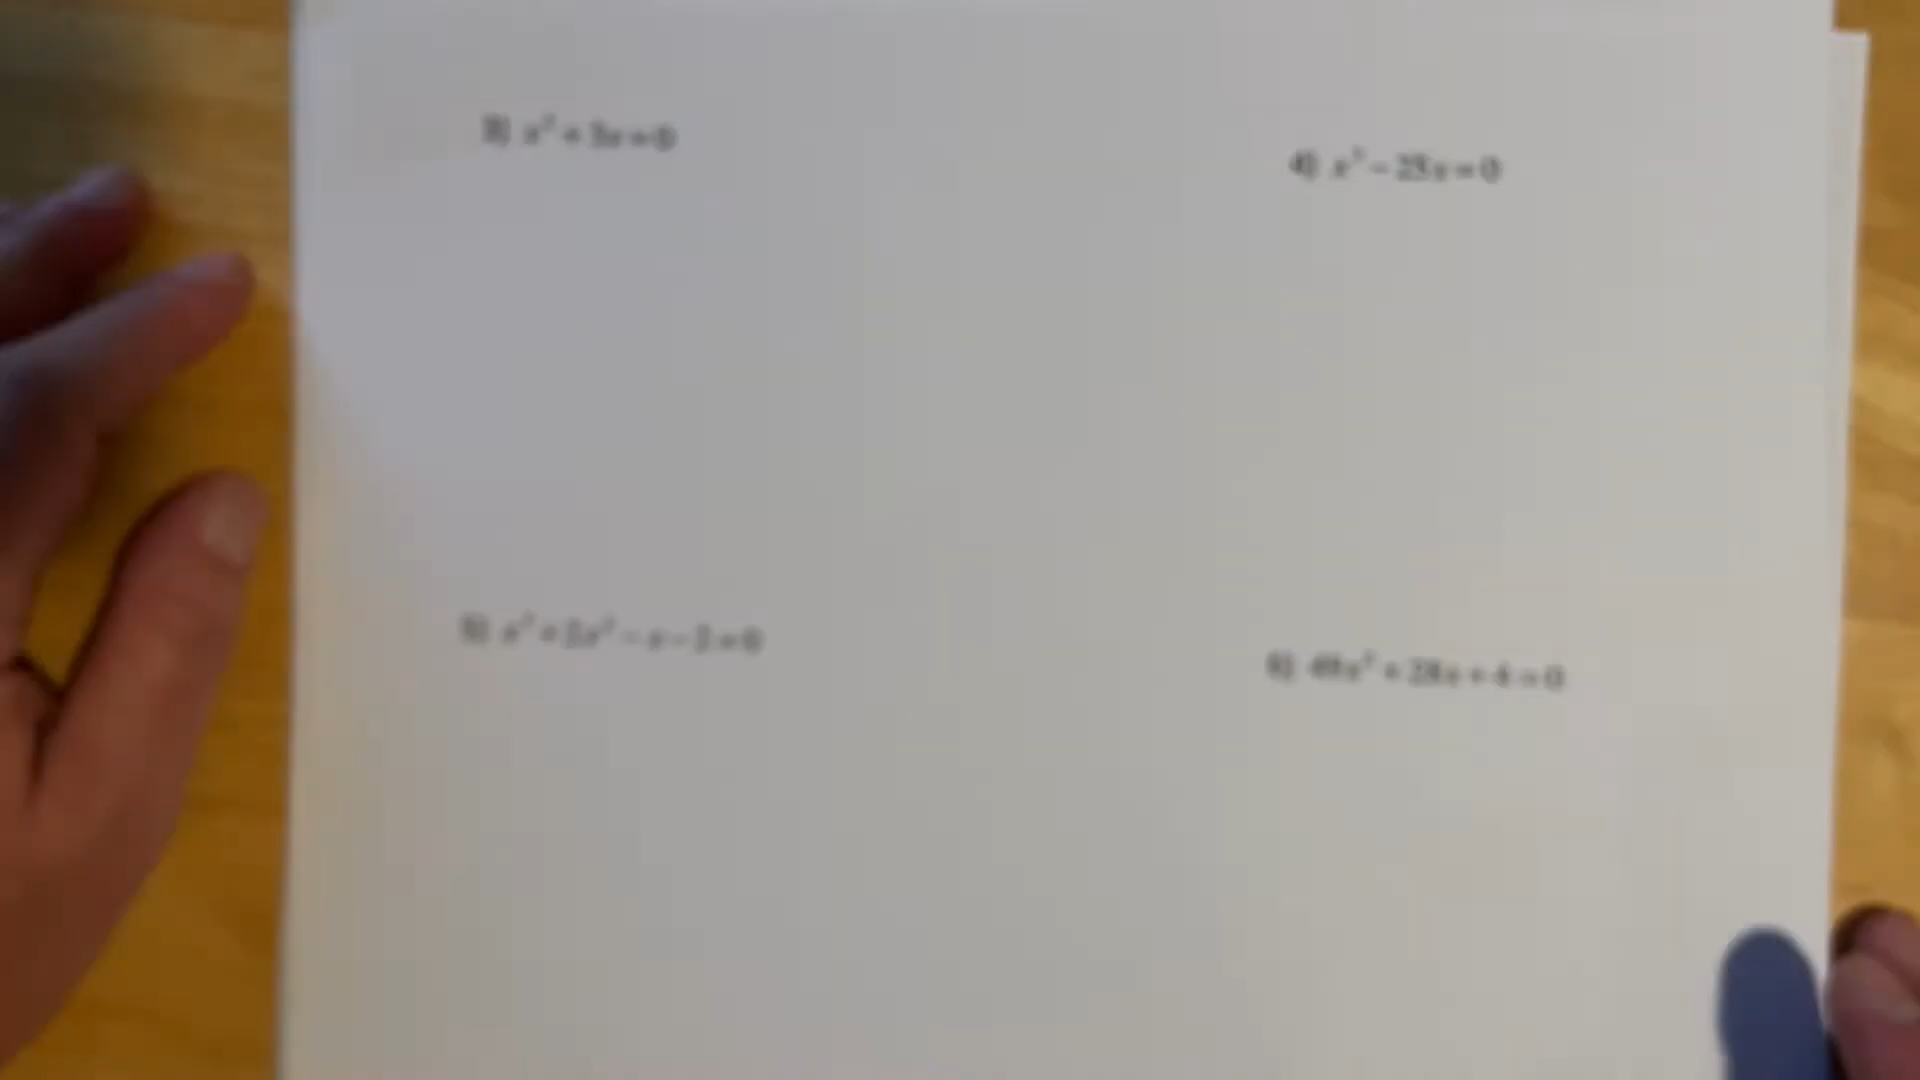 3) x² + 3x = 0
4) x³ − 25x = 0
5) x³ + 2x² − x − 2 = 0
6) 49x² + 28x + 4 = 0